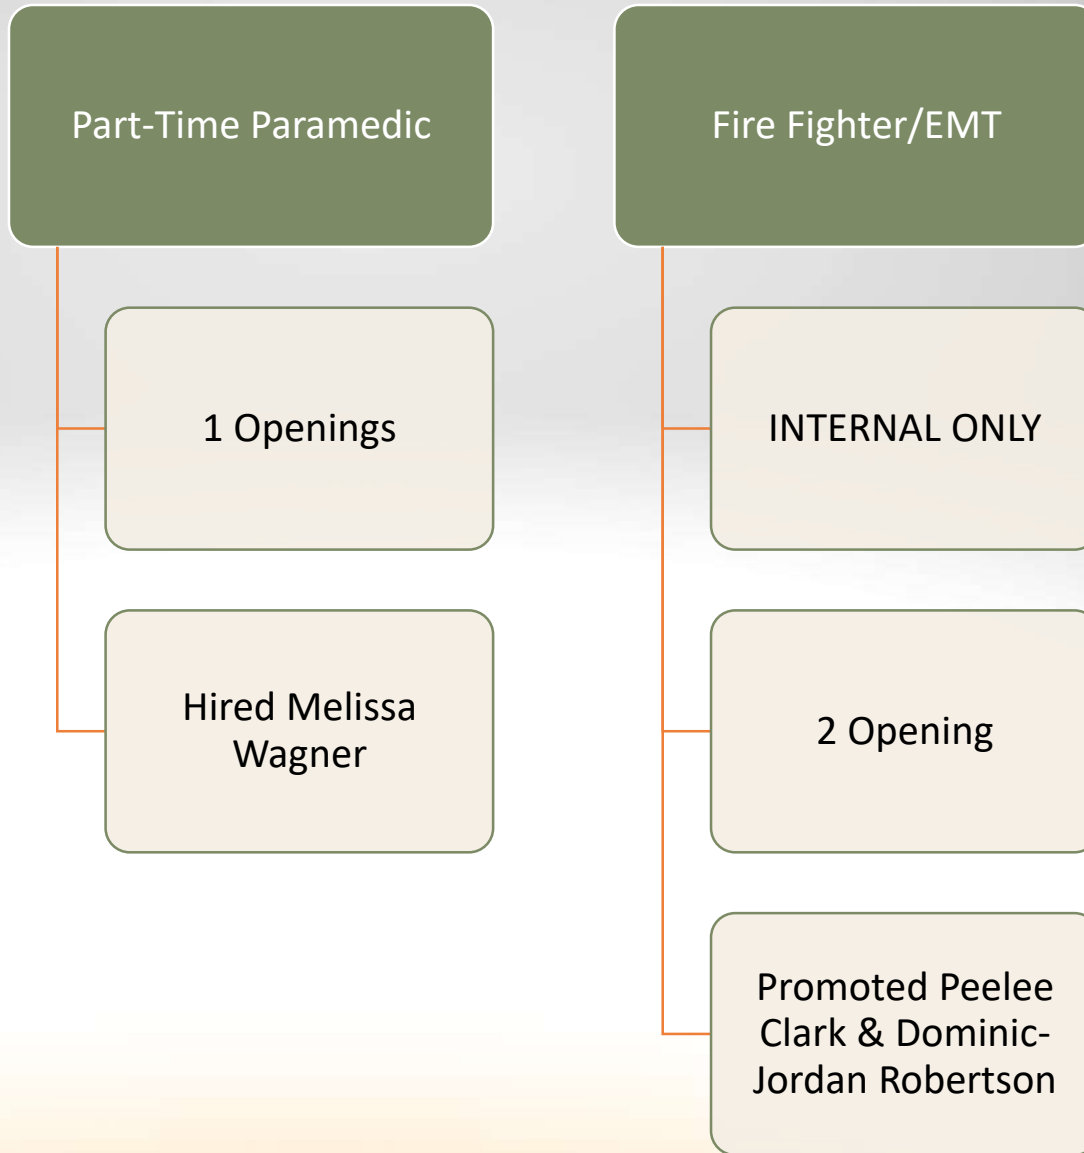 Part-Time Paramedic
1 Openings
Hired Melissa
Wagner
Fire Fighter/EMT
INTERNAL ONLY
2 Opening
Promoted Peelee
Clark & Dominic-
Jordan Robertson